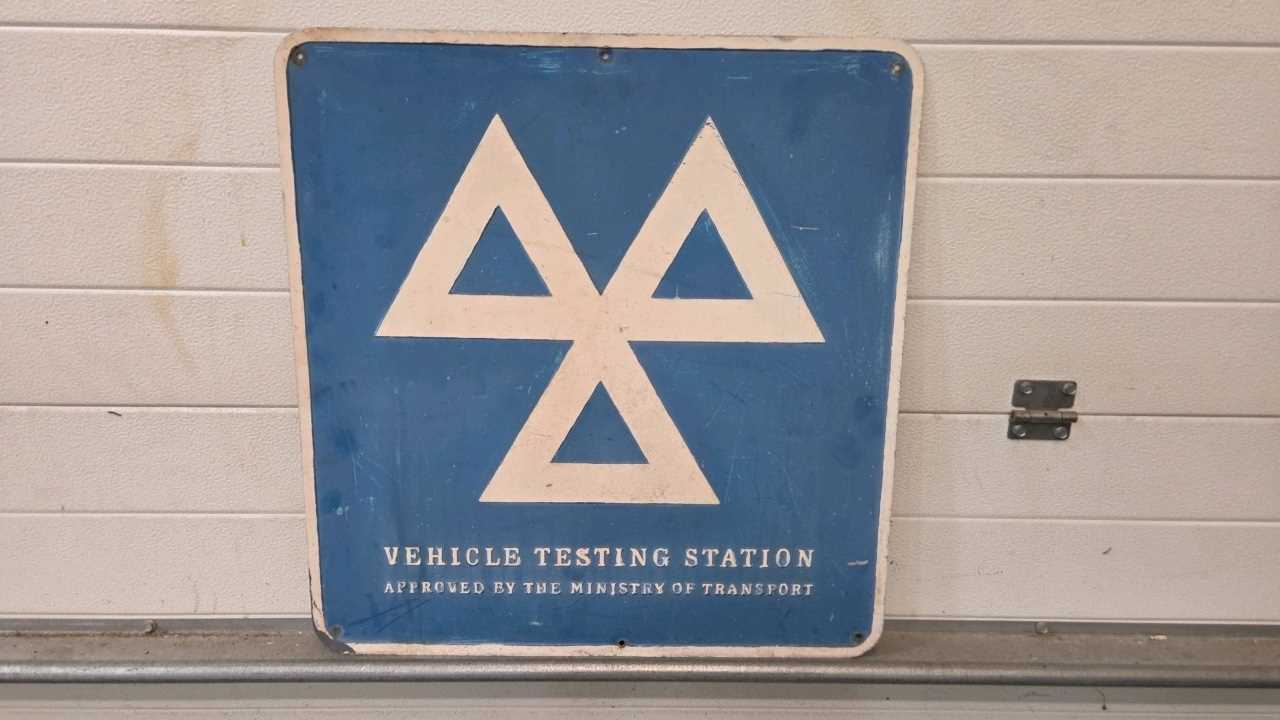 VEHICLE TESTING STATION
APPROVED BY THE MINISTRY OF TRANSPORT